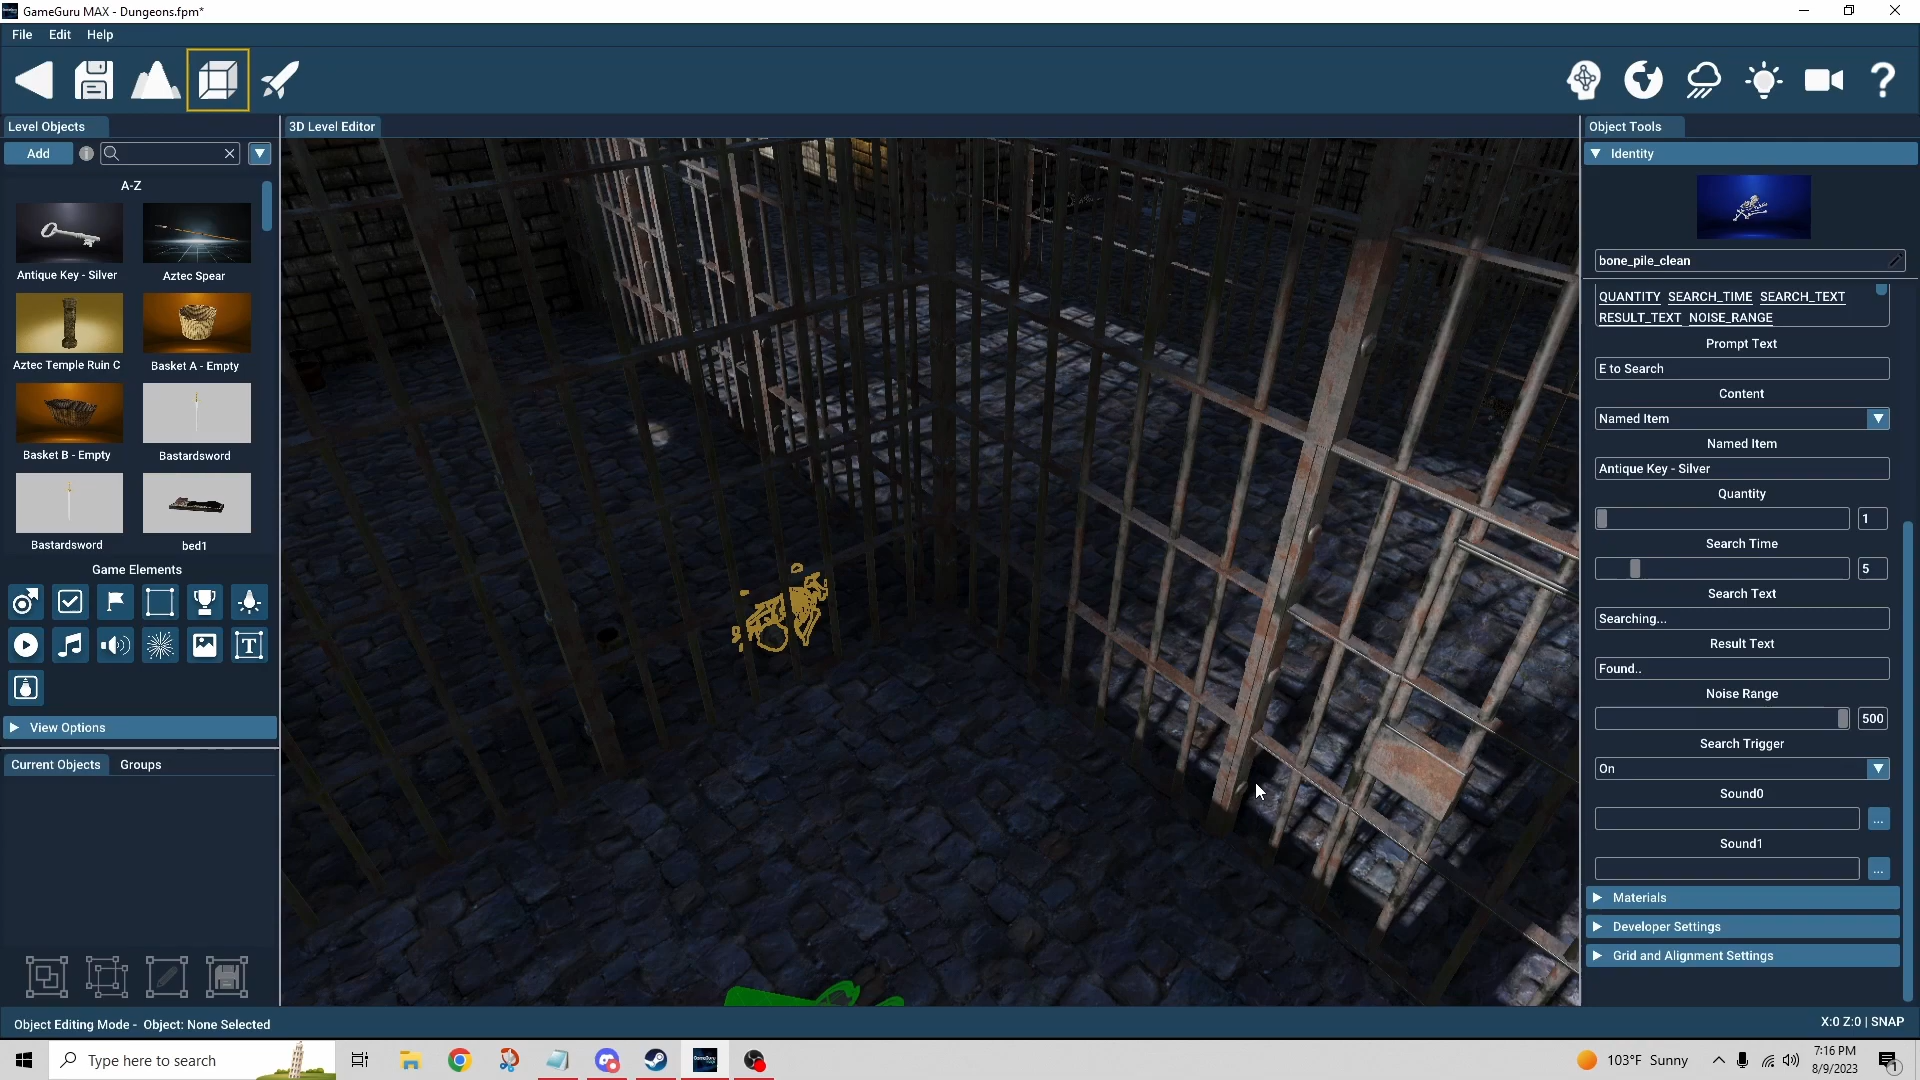 GameGuru MAX - Dungeons.fpm*
File Edit Help
Level Objects
Add
A-Z
Antique Key - Silver
Aztec Spear
Aztec Temple Ruin C
Basket A - Empty
Basket B - Empty
Bastardsword
Bastardsword
bed1
Game Elements
View Options
Current Objects Groups
3D Level Editor
Object Tools
Identity
bone_pile_clean
QUANTITY SEARCH_TIME SEARCH_TEXT
RESULT_TEXT NOISE_RANGE
Prompt Text
E to Search
Content
Named Item
Named Item
Antique Key - Silver
Quantity
1
Search Time
5
Search Text
Searching...
Result Text
Found..
Noise Range
500
Search Trigger
On
Sound0
...
Sound1
...
Materials
Developer Settings
Grid and Alignment Settings
Object Editing Mode - Object: None Selected
X:0 Z:0 | SNAP
Type here to search
103°F Sunny
7:16 PM
8/9/2023
1